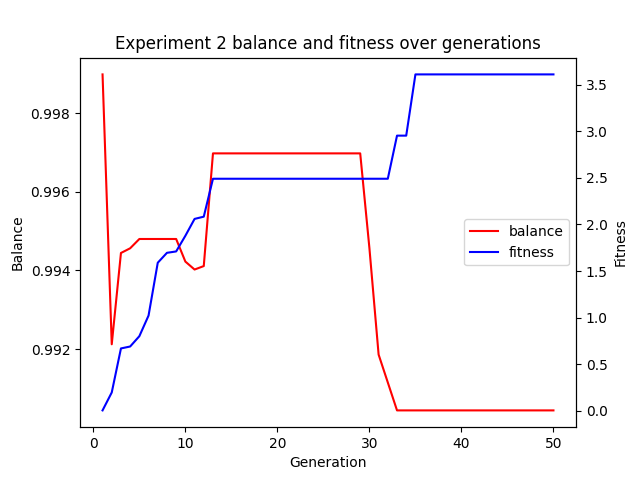 Experiment 2 balance and fitness over generations
Balance
0.998
0.996
0.994
0.992
3.5
3.0
2.5
2.0
1.5
1.0
0.5
0.0
Fitness
balance
fitness
0 10 20 30 40 50
Generation